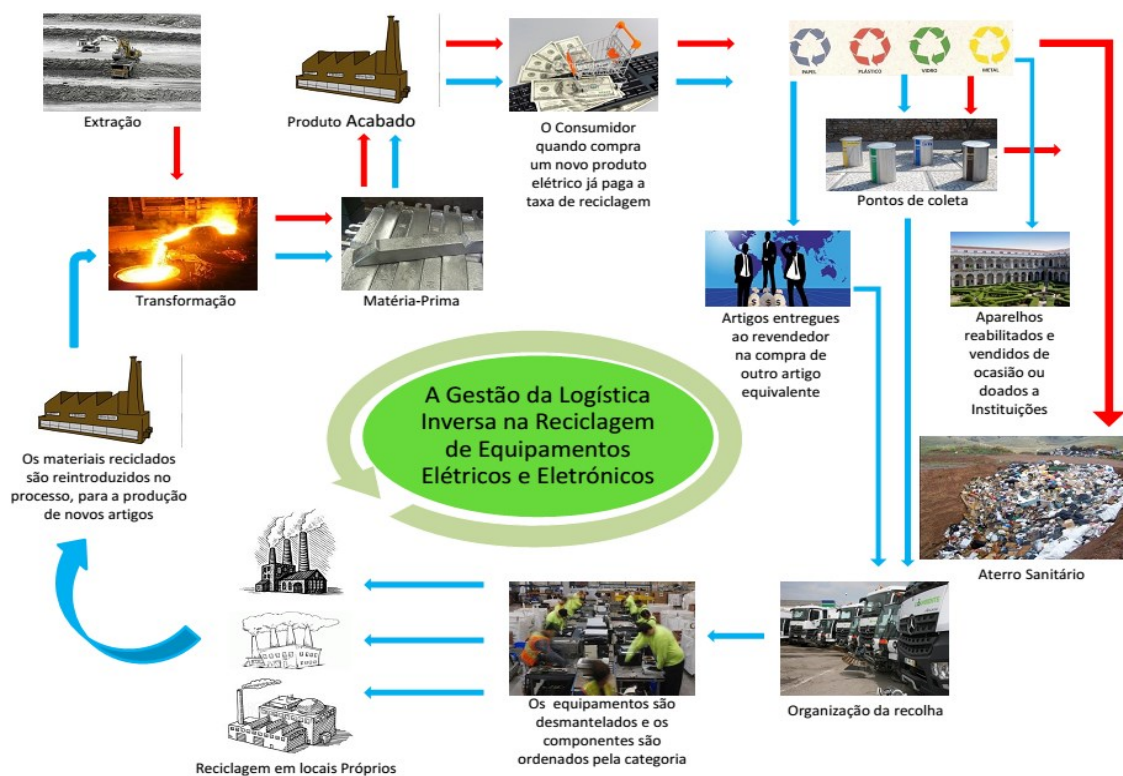 PAPEL
PLÁSTICO
VIDRO
METAL
Extração
Produto Acabado
O Consumidor
quando compra
um novo produto
elétrico já paga a
taxa de reciclagem
Pontos de coleta
Transformação
Matéria-Prima
Artigos entregues
ao revendedor
na compra de
outro artigo
equivalente
Aparelhos
reabilitados e
vendidos de
ocasião ou
doados a
Instituições
A Gestão da Logística
Inversa na Reciclagem
de Equipamentos
Elétricos e Eletrónicos
Os materiais reciclados
são reintroduzidos no
processo, para a produção
de novos artigos
Aterro Sanitário
Organização da recolha
Os equipamentos são
desmantelados e os
componentes são
ordenados pela categoria
Reciclagem em locais Próprios